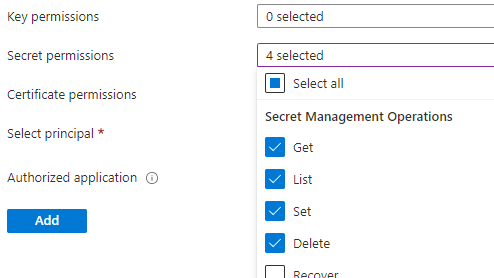 Key permissions
0 selected
Secret permissions
4 selected
Select all
Certificate permissions
Secret Management Operations
Select principal *
Get
Authorized application
List
Set
Add
Delete
Recover